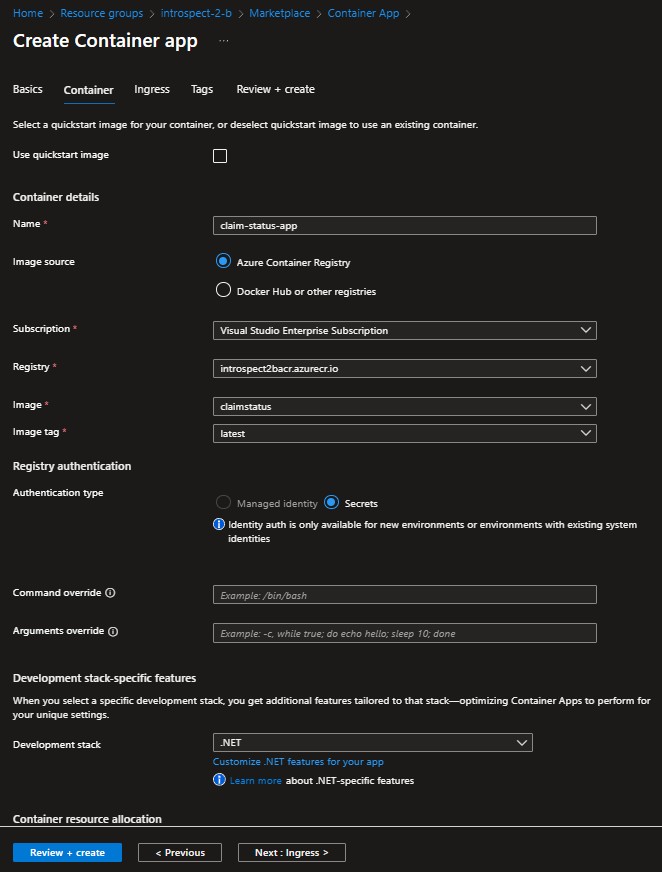 Home > Resource groups > introspect-2-b > Marketplace > Container App >
Create Container app ...
Basics Container Ingress Tags Review + create
Select a quickstart image for your container, or deselect quickstart image to use an existing container.
Use quickstart image
Container details
Name * claim-status-app
Image source Azure Container Registry
Docker Hub or other registries
Subscription * Visual Studio Enterprise Subscription
Registry * introspect2bacr.azurecr.io
Image * claimstatus
Image tag * latest
Registry authentication
Authentication type Managed identity Secrets
Identity auth is only available for new environments or environments with existing system
identities
Command override Example: /bin/bash
Arguments override Example: -c, while true; do echo hello; sleep 10; done
Development stack-specific features
When you select a specific development stack, you get additional features tailored to that stack—optimizing Container Apps to perform for
your unique settings.
Development stack .NET
Customize .NET features for your app
Learn more about .NET-specific features
Container resource allocation
Review + create < Previous Next : Ingress >